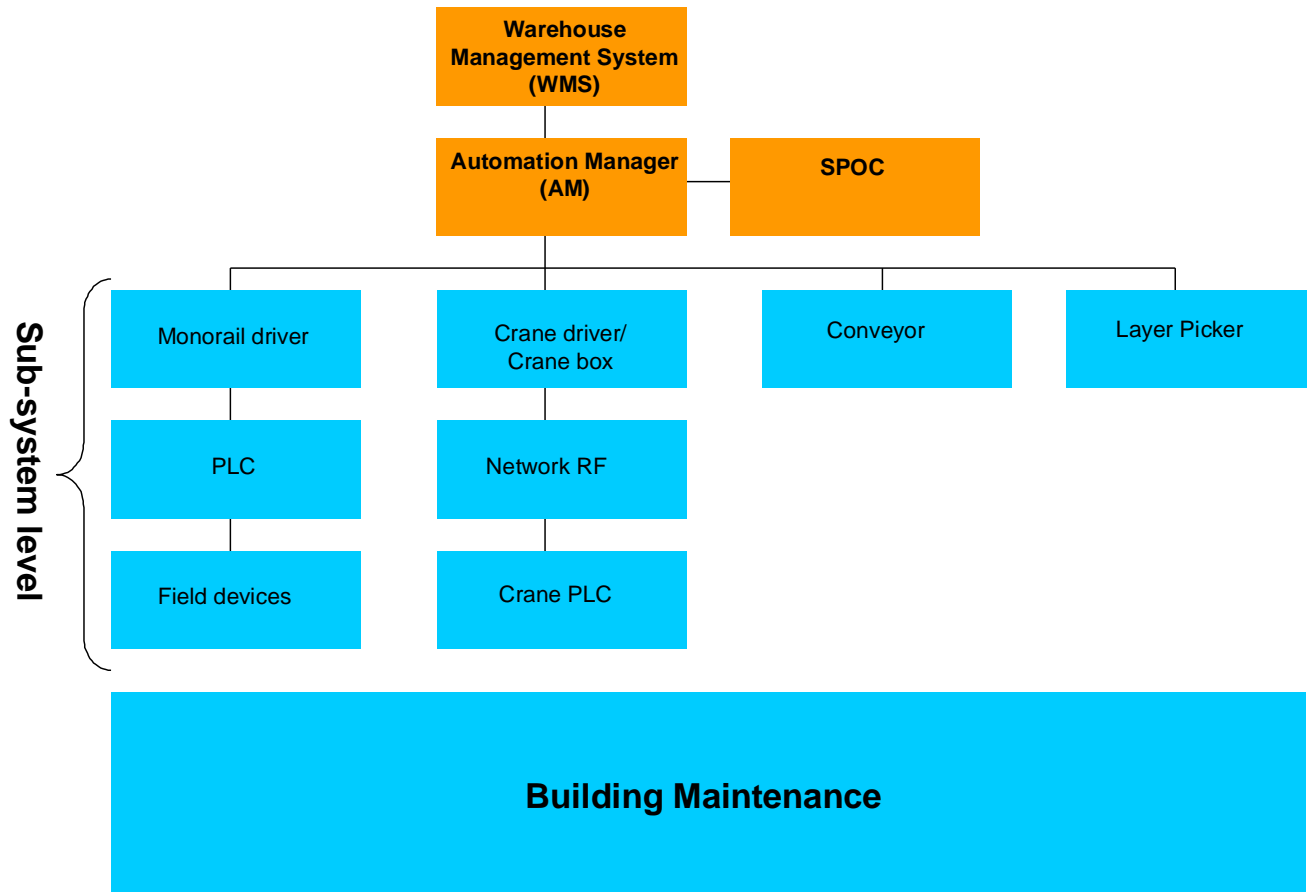 Warehouse
Management System
(WMS)
Automation Manager
(AM)
SPOC
Sub-system level
Monorail driver
Crane driver/
Crane box
Conveyor
Layer Picker
PLC
Network RF
Field devices
Crane PLC
Building Maintenance